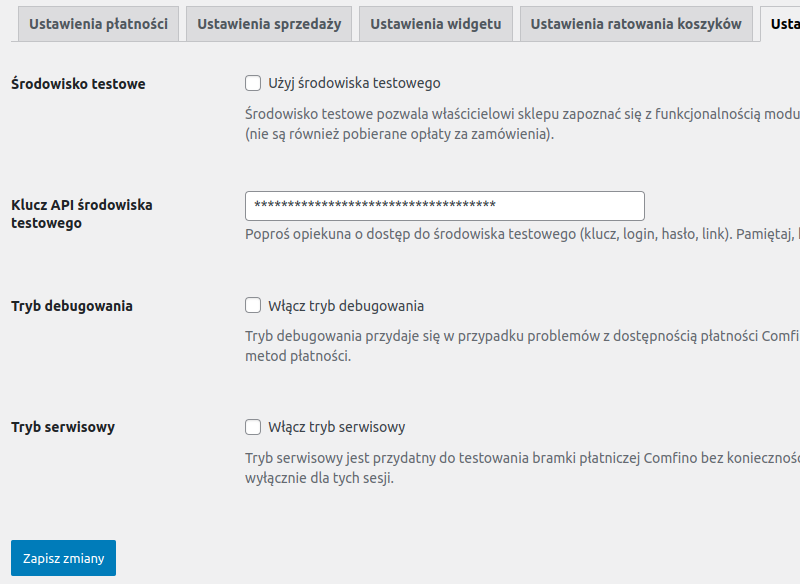 Ustawienia płatności Ustawienia sprzedaży Ustawienia widgetu Ustawienia ratowania koszyków Usta
Środowisko testowe
Użyj środowiska testowego
Środowisko testowe pozwala właścicielowi sklepu zapoznać się z funkcjonalnością modu
(nie są również pobierane opłaty za zamówienia).
Klucz API środowiska
testowego
************************************
Poproś opiekuna o dostęp do środowiska testowego (klucz, login, hasło, link). Pamiętaj,
Tryb debugowania
Włącz tryb debugowania
Tryb debugowania przydaje się w przypadku problemów z dostępnością płatności Comfi
metod płatności.
Tryb serwisowy
Włącz tryb serwisowy
Tryb serwisowy jest przydatny do testowania bramki płatniczej Comfino bez koniecznoś
wyłącznie dla tych sesji.
Zapisz zmiany